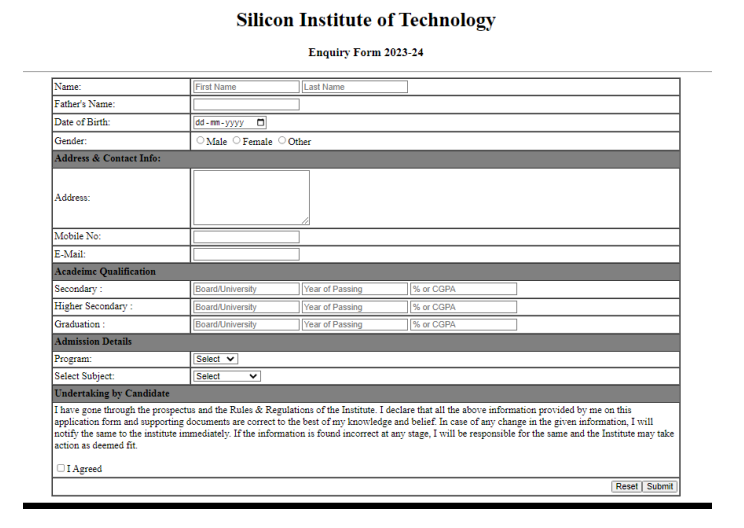 Silicon Institute of Technology
Enquiry Form 2023-24
Name: First Name Last Name
Father's Name:
Date of Birth: dd-mm-yyyy
Gender: Male Female Other
Address & Contact Info:
Address:
Mobile No:
E-Mail:
Acadeimc Qualification
Secondary : Board/University Year of Passing % or CGPA
Higher Secondary : Board/University Year of Passing % or CGPA
Graduation : Board/University Year of Passing % or CGPA
Admission Details
Program: Select
Select Subject: Select
Undertaking by Candidate
I have gone through the prospectus and the Rules & Regulations of the Institute. I declare that all the above information provided by me on this
application form and supporting documents are correct to the best of my knowledge and belief. In case of any change in the given information, I will
notify the same to the institute immediately. If the information is found incorrect at any stage, I will be responsible for the same and the Institute may take
action as deemed fit.
I Agreed
Reset Submit